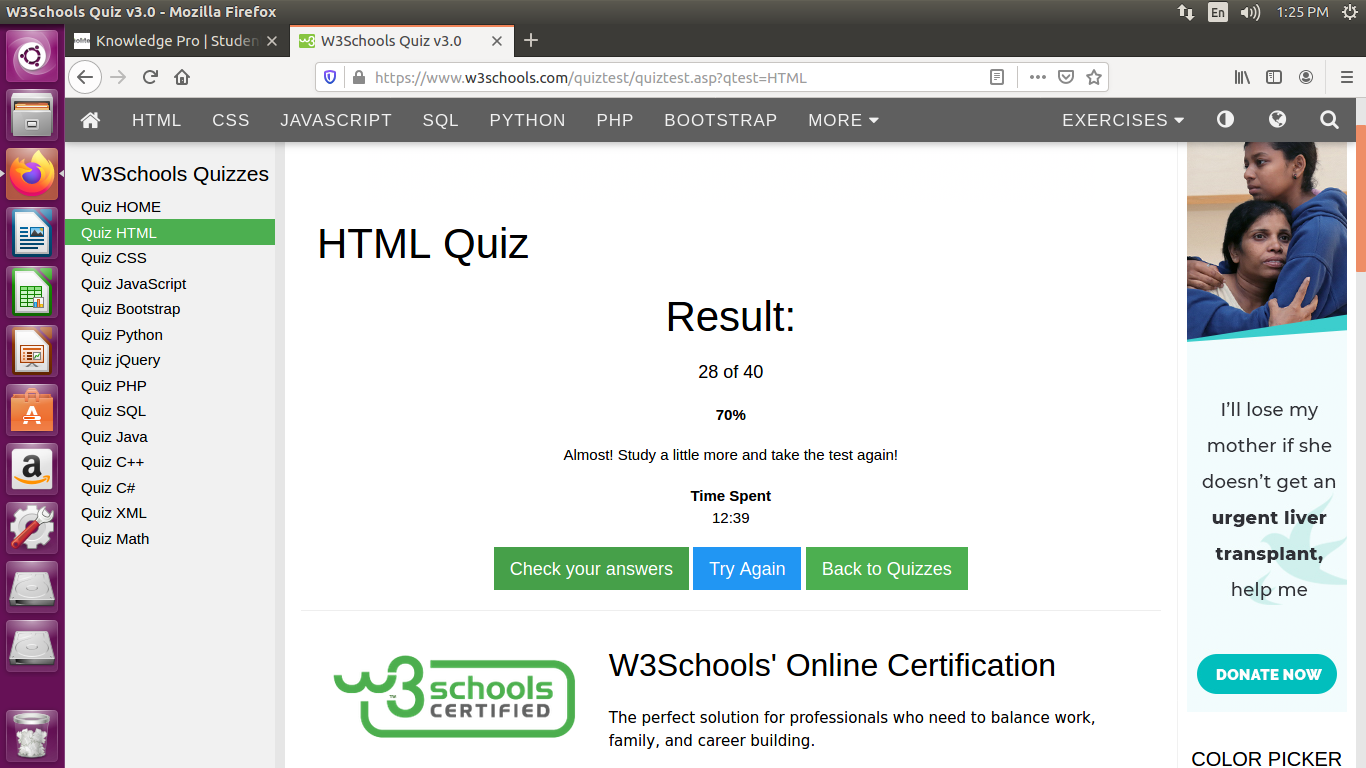 W3Schools Quiz v3.0 - Mozilla Firefox
En
1:25 PM
Knowledge Pro | Studen
W3Schools Quiz v3.0
https://www.w3schools.com/quiztest/quiztest.asp?qtest=HTML
HTML CSS JAVASCRIPT SQL PYTHON PHP BOOTSTRAP MORE EXERCISES
W3Schools Quizzes
Quiz HOME
Quiz HTML
Quiz CSS
Quiz JavaScript
Quiz Bootstrap
Quiz Python
Quiz jQuery
Quiz PHP
Quiz SQL
Quiz Java
Quiz C++
Quiz C#
Quiz XML
Quiz Math
HTML Quiz
Result:
28 of 40
70%
Almost! Study a little more and take the test again!
Time Spent
12:39
Check your answers
Try Again
Back to Quizzes
w3schools
CERTIFIED
TM
W3Schools' Online Certification
The perfect solution for professionals who need to balance work,
family, and career building.
I'll lose my
mother if she
doesn't get an
urgent liver
transplant,
help me
DONATE NOW
COLOR PICKER